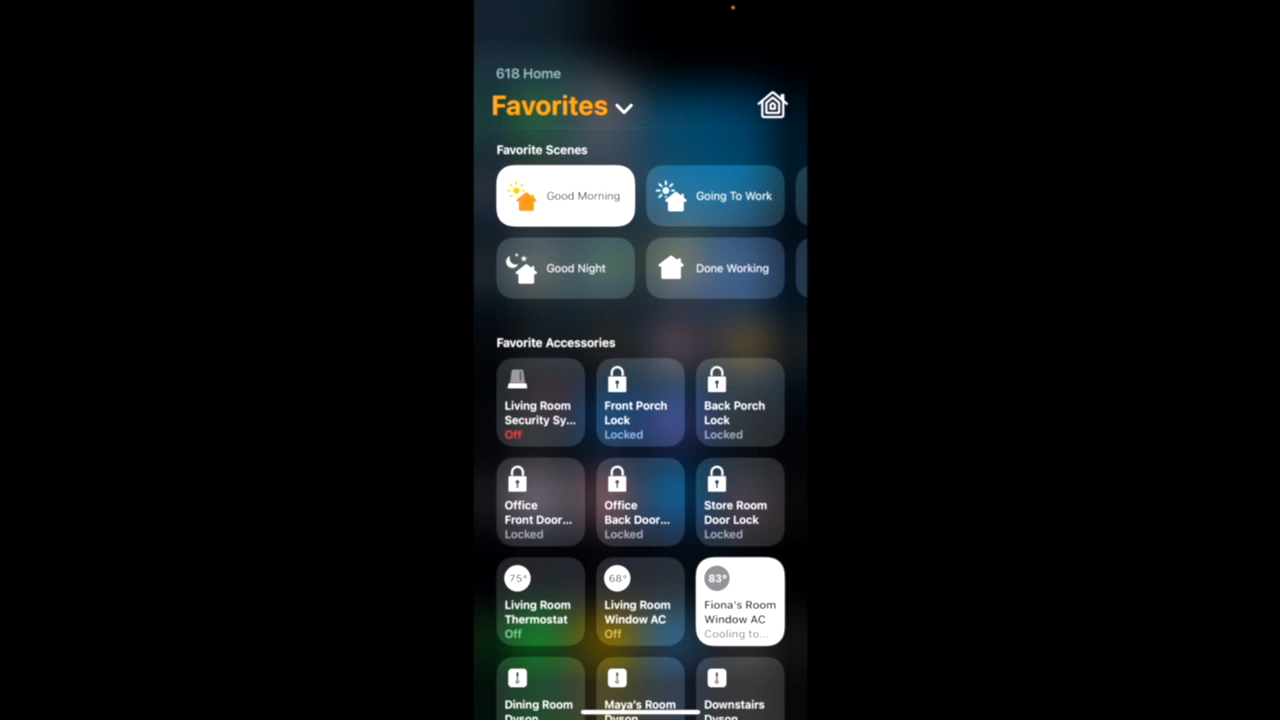 618 Home
Favorites
Favorite Scenes
Good Morning
Going To Work
Good Night
Done Working
Favorite Accessories
Living Room
Security Sy...
Off
Front Porch
Lock
Locked
Back Porch
Lock
Locked
Office
Front Door...
Locked
Office
Back Door...
Locked
Store Room
Door Lock
Locked
75°
Living Room
Thermostat
Off
68°
Living Room
Window AC
Off
83°
Fiona's Room
Window AC
Cooling to...
Dining Room
Dyson
Maya's Room
Dyson
Downstairs
Dyson